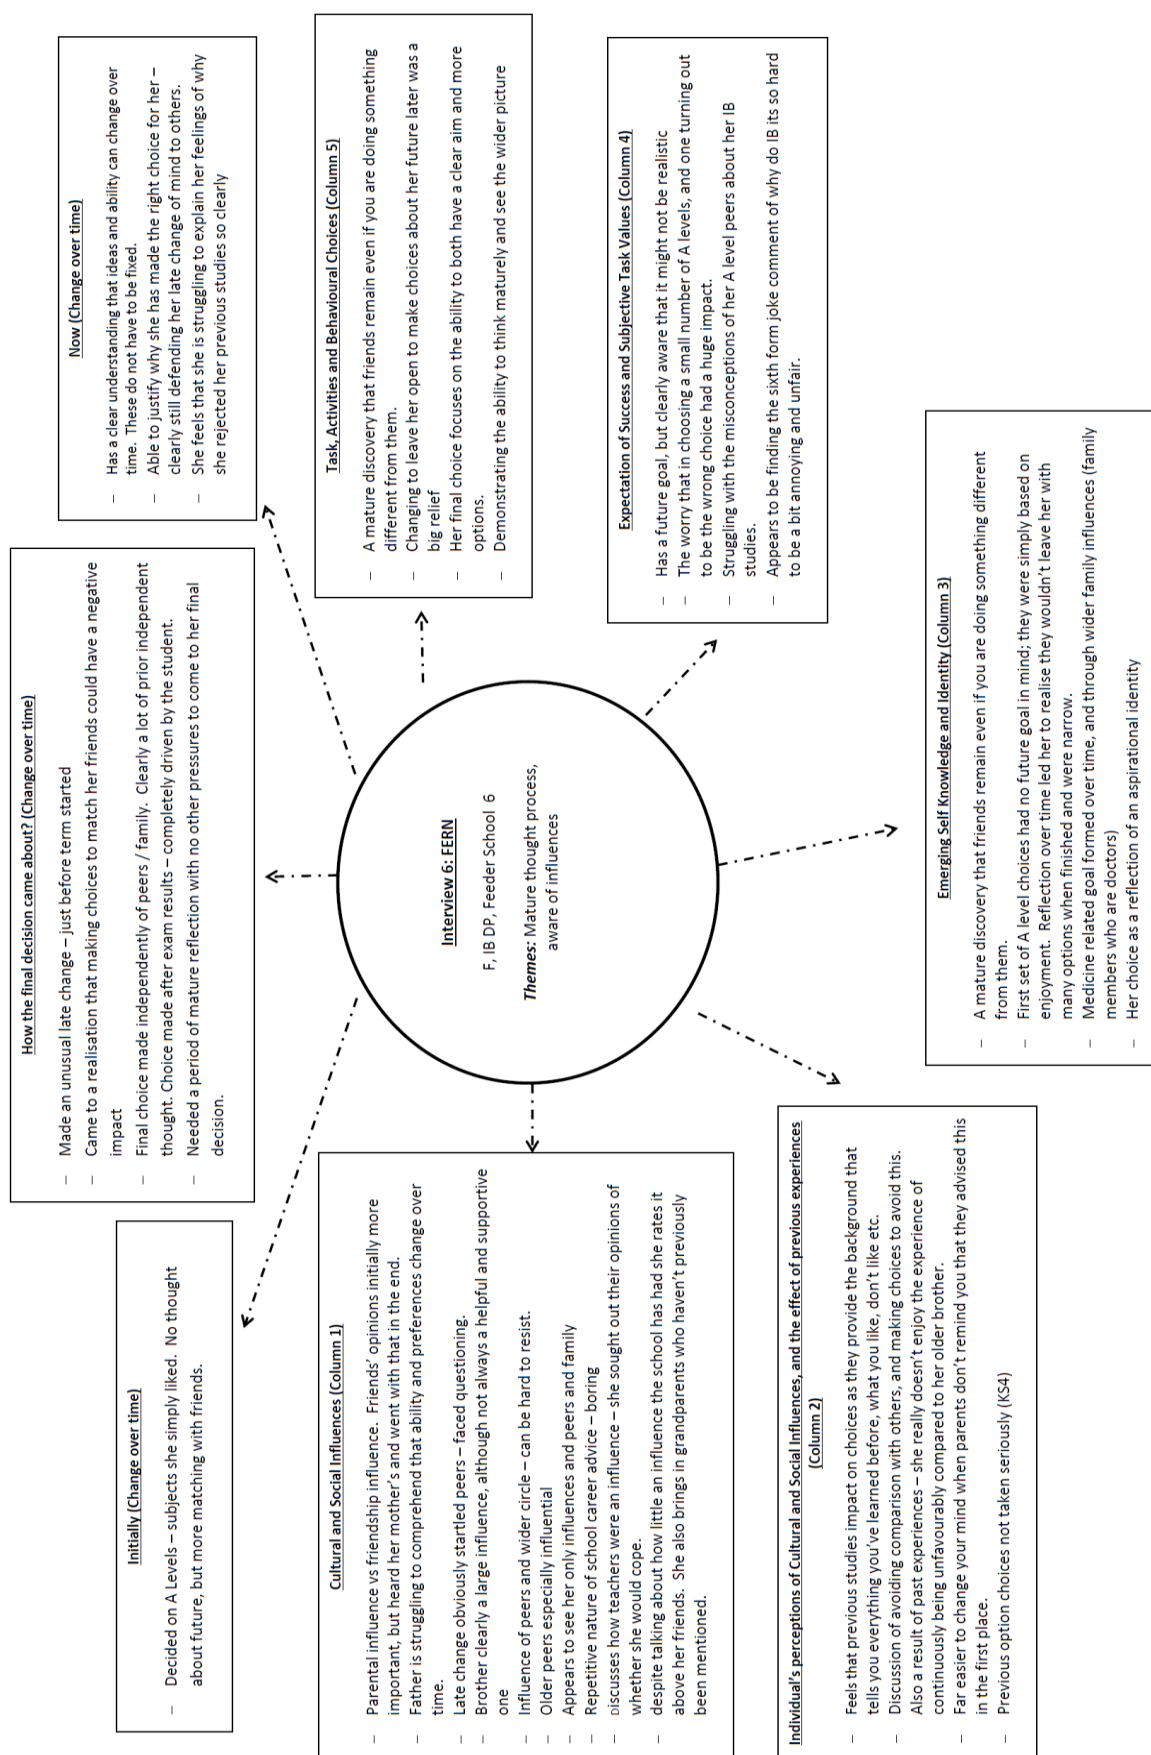 Initially (Change over time)
– Decided on A Levels – subjects she simply liked. No thought
about future, but more matching with friends.
How the final decision came about? (Change over time)
– Made an unusual late change – just before term started
– Came to a realisation that making choices to match her friends could have a negative
impact
– Final choice made independently of peers / family. Clearly a lot of prior independent
thought. Choice made after exam results – completely driven by the student.
– Needed a period of mature reflection with no other pressures to come to her final
decision.
Now (Change over time)
– Has a clear understanding that ideas and ability can change over
time. These do not have to be fixed.
– Able to justify why she has made the right choice for her –
clearly still defending her late change of mind to others.
– She feels that she is struggling to explain her feelings of why
she rejected her previous studies so clearly
Cultural and Social Influences (Column 1)
– Parental influence vs friendship influence. Friends' opinions initially more
important, but heard her mother's and went with that in the end.
– Father is struggling to comprehend that ability and preferences change over
time.
– Late change obviously startled peers – faced questioning.
– Brother clearly a large influence, although not always a helpful and supportive
one
– Influence of peers and wider circle – can be hard to resist.
– Older peers especially influential
– Appears to see her only influences and peers and family
– Repetitive nature of school career advice – boring
– Discusses how teachers were an influence – she sought out their opinions of
whether she would cope.
– despite talking about how little an influence the school has had she rates it
above her friends. She also brings in grandparents who haven't previously
been mentioned.
Interview 6: FERN
F, IB DP, Feeder School 6
Themes: Mature thought process,
aware of influences
Task, Activities and Behavioural Choices (Column 5)
– A mature discovery that friends remain even if you are doing something
different from them.
– Changing to leave her open to make choices about her future later was a
big relief
– Her final choice focuses on the ability to both have a clear aim and more
options.
– Demonstrating the ability to think maturely and see the wider picture
Expectation of Success and Subjective Task Values (Column 4)
– Has a future goal, but clearly aware that it might not be realistic
– The worry that in choosing a small number of A levels, and one turning out
to be the wrong choice had a huge impact.
– Struggling with the misconceptions of her A level peers about her IB
studies.
– Appears to be finding the sixth form joke comment of why do IB its so hard
to be a bit annoying and unfair.
Individual's perceptions of Cultural and Social Influences, and the effect of previous experiences
(Column 2)
– Feels that previous studies impact on choices as they provide the background that
tells you everything you've learned before, what you like, don't like etc.
– Discussion of avoiding comparison with others, and making choices to avoid this.
Also a result of past experiences – she really doesn't enjoy the experience of
continuously being unfavourably compared to her older brother.
– Far easier to change your mind when parents don't remind you that they advised this
in the first place.
– Previous option choices not taken seriously (KS4)
Emerging Self Knowledge and Identity (Column 3)
– A mature discovery that friends remain even if you are doing something different
from them.
– First set of A level choices had no future goal in mind; they were simply based on
enjoyment. Reflection over time led her to realise they wouldn't leave her with
many options when finished and were narrow.
– Medicine related goal formed over time, and through wider family influences (family
members who are doctors)
– Her choice as a reflection of an aspirational identity